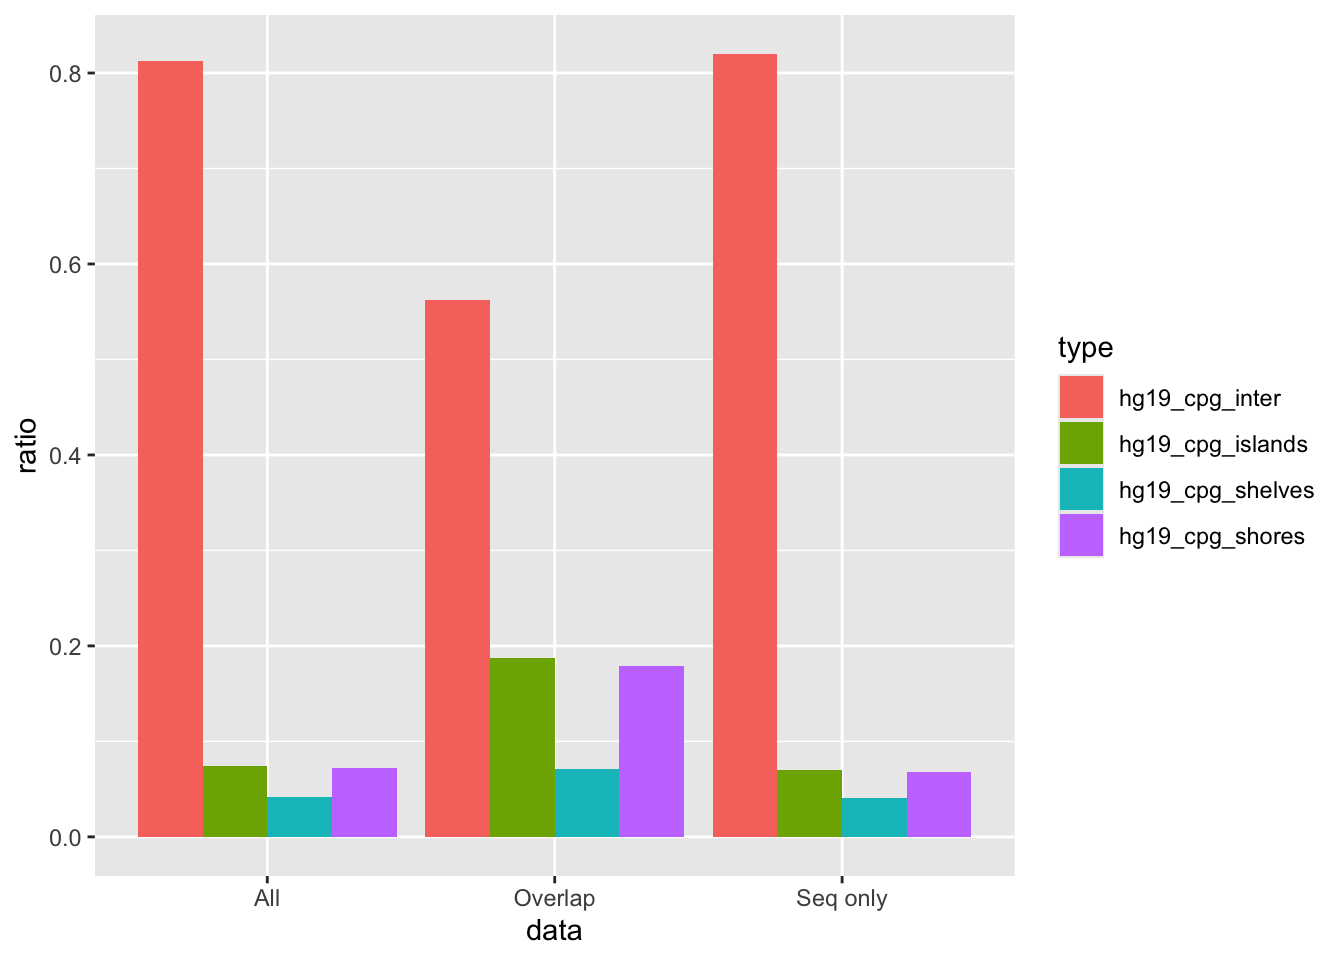 ratio
0.8
0.6
0.4
0.2
0.0
All
Overlap
Seq only
data
type
hg19_cpg_inter
hg19_cpg_islands
hg19_cpg_shelves
hg19_cpg_shores